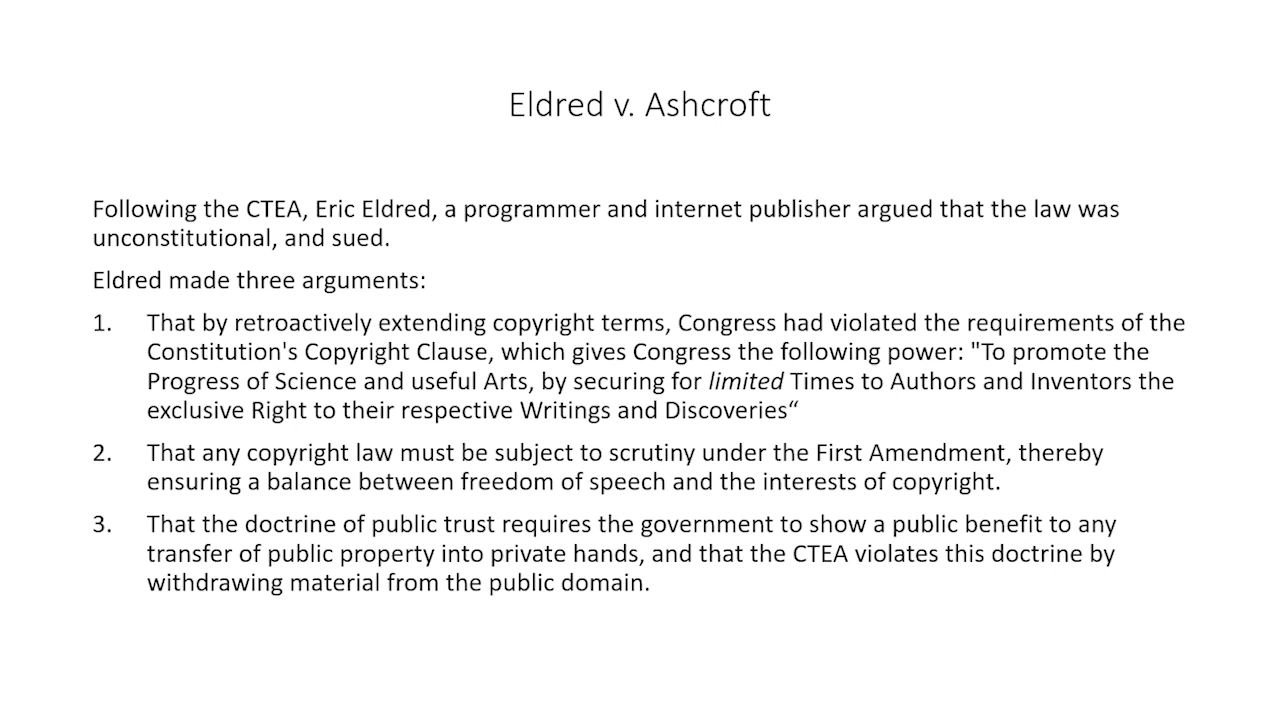 Eldred v. Ashcroft
Following the CTEA, Eric Eldred, a programmer and internet publisher argued that the law was
unconstitutional, and sued.
Eldred made three arguments:
1. That by retroactively extending copyright terms, Congress had violated the requirements of the
Constitution's Copyright Clause, which gives Congress the following power: "To promote the
Progress of Science and useful Arts, by securing for limited Times to Authors and Inventors the
exclusive Right to their respective Writings and Discoveries“
2. That any copyright law must be subject to scrutiny under the First Amendment, thereby
ensuring a balance between freedom of speech and the interests of copyright.
3. That the doctrine of public trust requires the government to show a public benefit to any
transfer of public property into private hands, and that the CTEA violates this doctrine by
withdrawing material from the public domain.